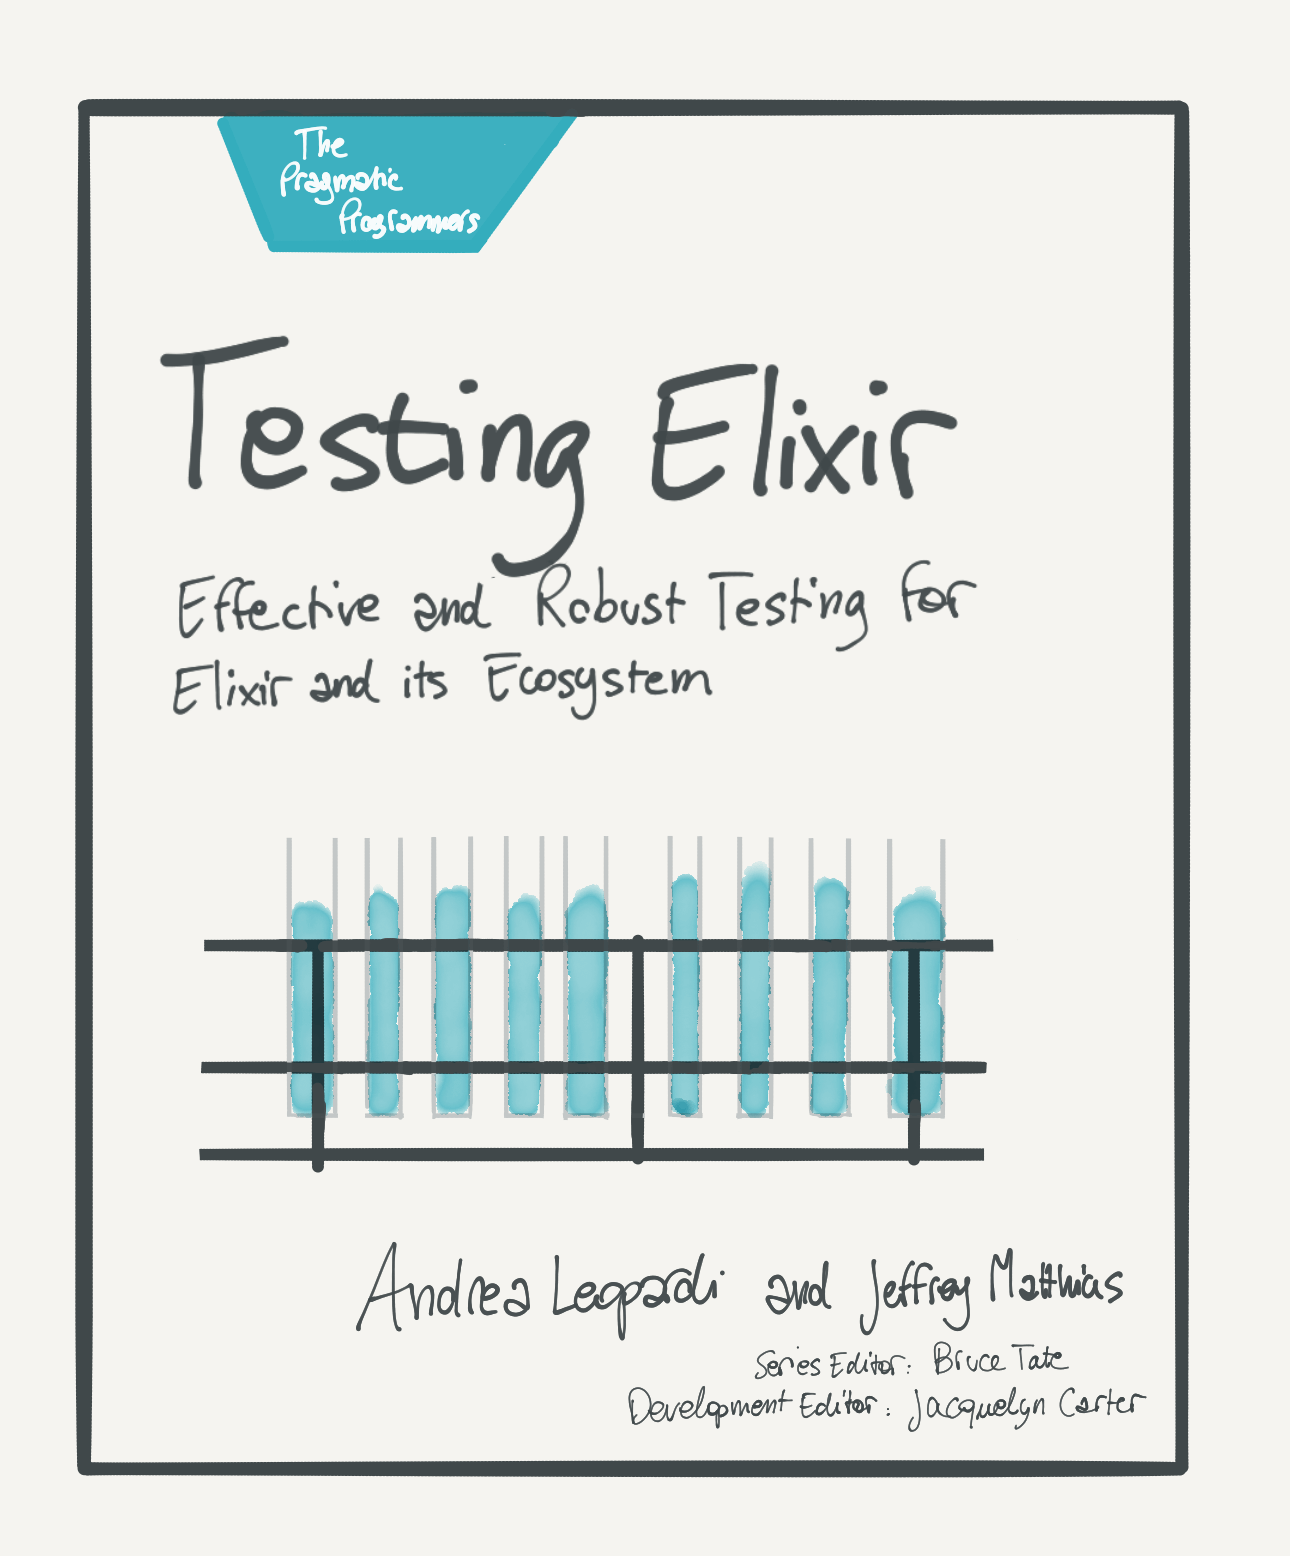 The
Pragmatic
Programmers
Testing Elixir
Effective and Robust Testing for
Elixir and its Ecosystem
Andrea Leopardi and Jeffrey Matthias
Series Editor: Bruce Tate
Development Editor: Jacquelyn Carter